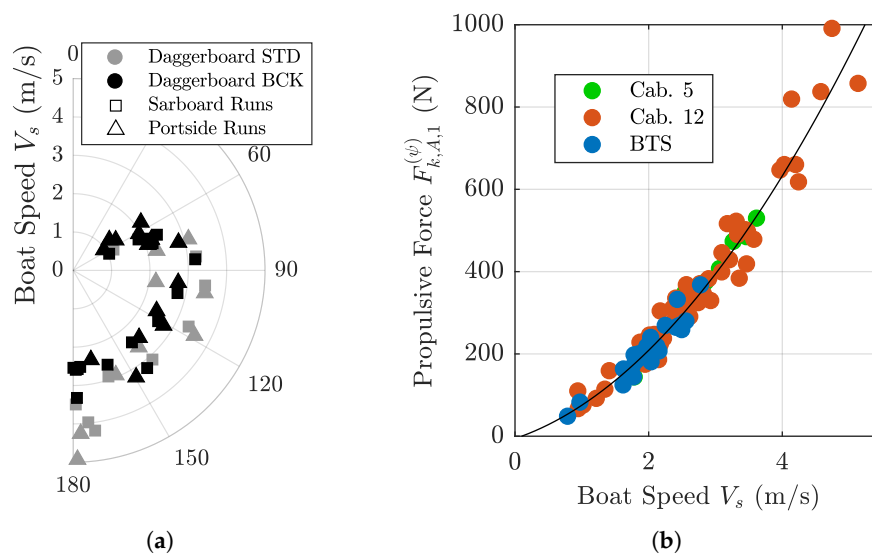 0
Daggerboard STD
Daggerboard BCK
Sarboard Runs
Portside Runs
5
4
3
2
1
0
Boat Speed V_s (m/s)
60
90
120
150
180
(a)
1000
800
600
400
200
0
Propulsive Force F_{k,A,1}^{(ψ)} (N)
Cab. 5
Cab. 12
BTS
0 2 4
Boat Speed V_s (m/s)
(b)